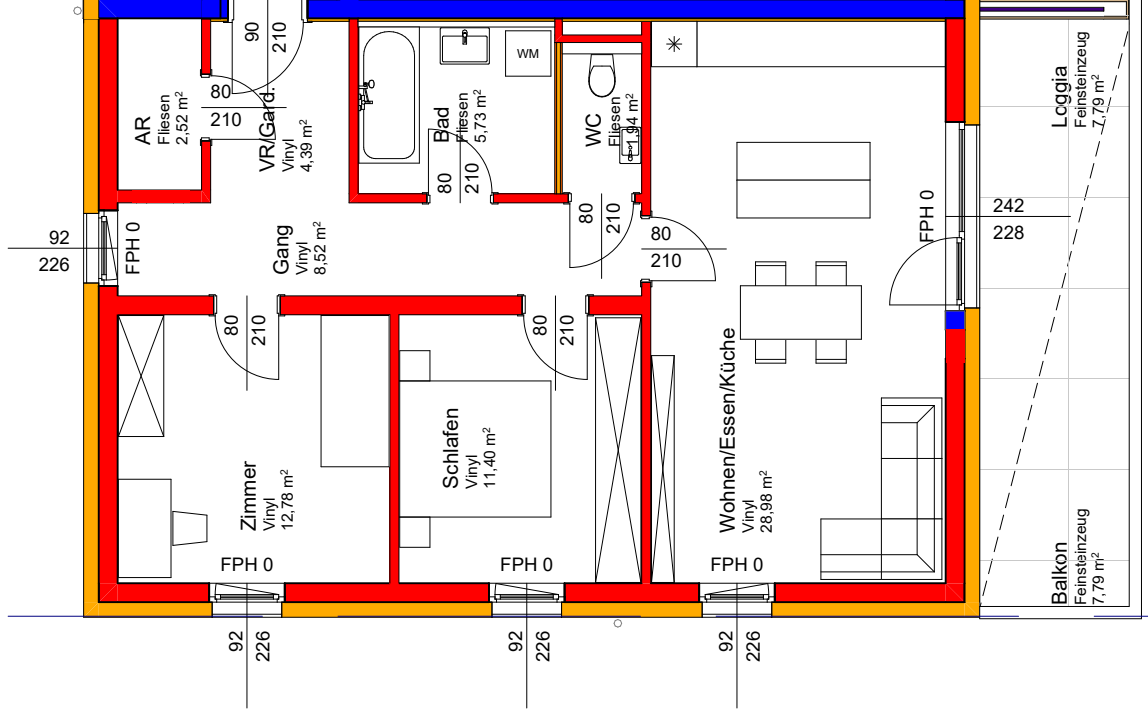 90
210
AR
Fliesen
2,52 m²
80
210
VR/Gard.
Vinyl
4,39 m²
WM
Bad
Fliesen
5,73 m²
80
210
WC
Fliesen
1,94 m²
80
210
Loggia
Feinsteinzeug
7,79 m²
92
226
FPH 0
Gang
Vinyl
8,52 m²
80
210
FPH 0
242
228
80
210
80
210
Zimmer
Vinyl
12,78 m²
FPH 0
Schlafen
Vinyl
11,40 m²
FPH 0
Wohnen/Essen/Küche
Vinyl
28,98 m²
FPH 0
Balkon
Feinsteinzeug
7,79 m²
92
226
92
226
92
226